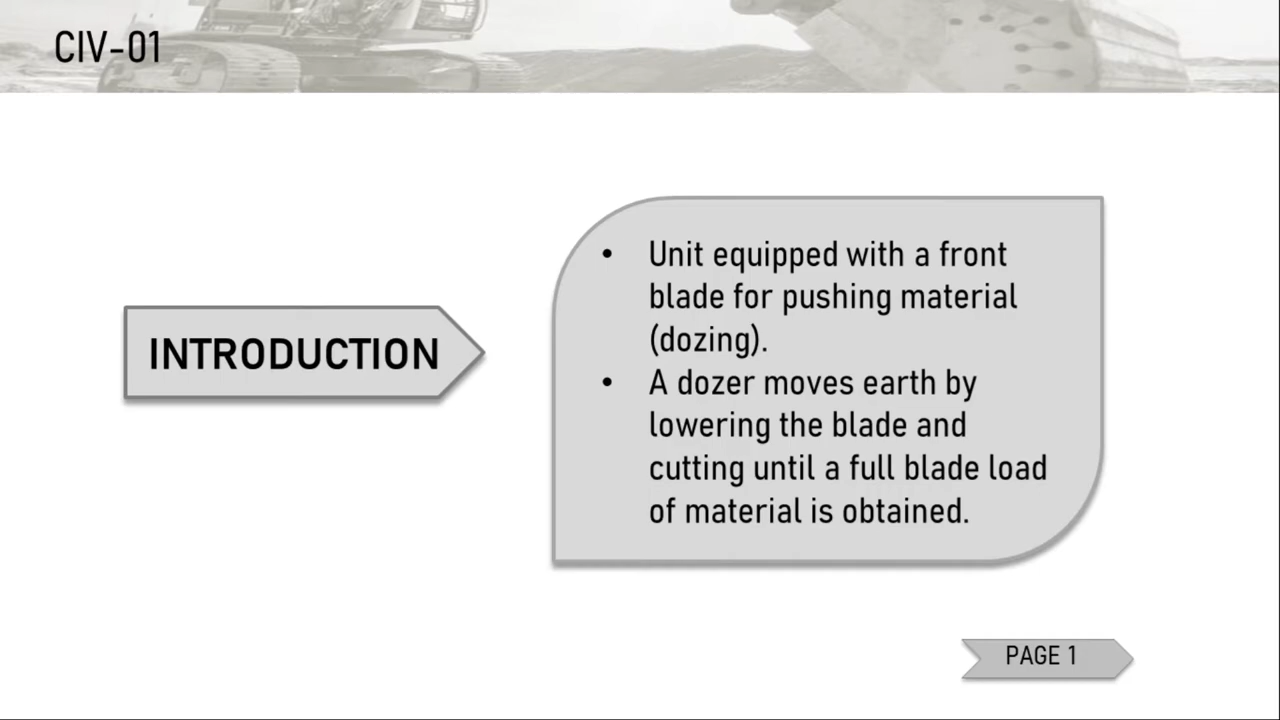 CIV-01
INTRODUCTION
• Unit equipped with a front
blade for pushing material
(dozing).
• A dozer moves earth by
lowering the blade and
cutting until a full blade load
of material is obtained.
PAGE 1